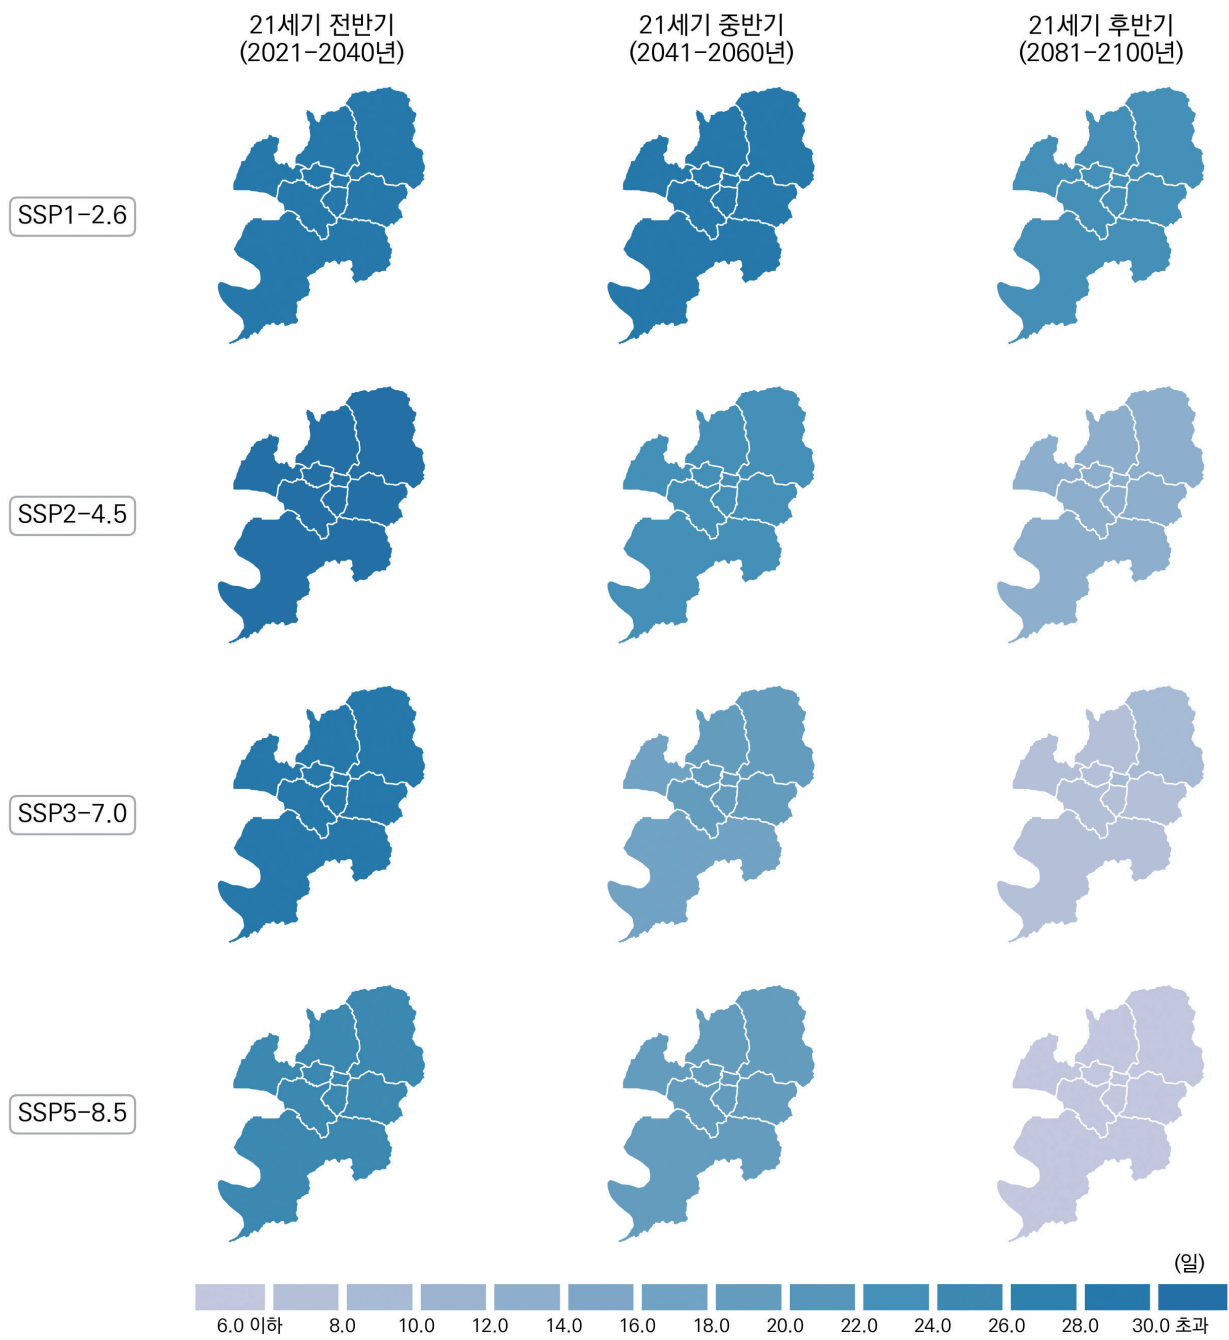 21세기 전반기
(2021-2040년)
21세기 중반기
(2041-2060년)
21세기 후반기
(2081-2100년)
SSP1-2.6
SSP2-4.5
SSP3-7.0
SSP5-8.5
(일)
6.0 이하 8.0 10.0 12.0 14.0 16.0 18.0 20.0 22.0 24.0 26.0 28.0 30.0 초과